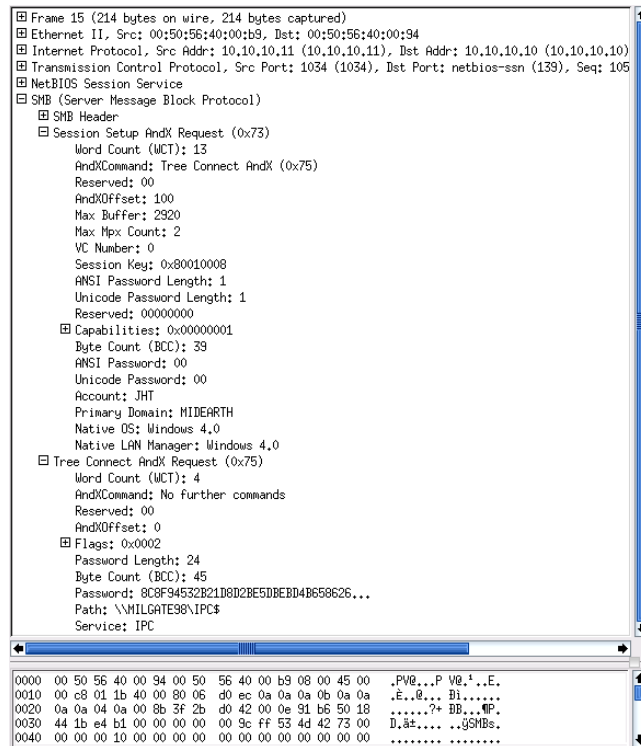 Frame 15 (214 bytes on wire, 214 bytes captured)
Ethernet II, Src: 00:50:56:40:00:b9, Dst: 00:50:56:40:00:94
Internet Protocol, Src Addr: 10.10.10.11 (10.10.10.11), Dst Addr: 10.10.10.10 (10.10.10.10)
Transmission Control Protocol, Src Port: 1034 (1034), Dst Port: netbios-ssn (139), Seq: 105
NetBIOS Session Service
SMB (Server Message Block Protocol)
SMB Header
Session Setup AndX Request (0x73)
Word Count (WCT): 13
AndXCommand: Tree Connect AndX (0x75)
Reserved: 00
AndXOffset: 100
Max Buffer: 2920
Max Mpx Count: 2
VC Number: 0
Session Key: 0x80010008
ANSI Password Length: 1
Unicode Password Length: 1
Reserved: 00000000
Capabilities: 0x00000001
Byte Count (BCC): 39
ANSI Password: 00
Unicode Password: 00
Account: JHT
Primary Domain: MIDEARTH
Native OS: Windows 4.0
Native LAN Manager: Windows 4.0
Tree Connect AndX Request (0x75)
Word Count (WCT): 4
AndXCommand: No further commands
Reserved: 00
AndXOffset: 0
Flags: 0x0002
Password Length: 24
Byte Count (BCC): 45
Password: 8C8F94532B21D8D2BE5DBEBD4B658626...
Path: \\MILGATE98\IPC$
Service: IPC
0000 00 50 56 40 00 94 00 50 56 40 00 b9 08 00 45 00 .PV@...P V@.¹..E.
0010 00 c8 01 1b 40 00 80 06 d0 ec 0a 0a 0a 0b 0a 0a .È..@... Ðì......
0020 0a 0a 04 0a 00 8b 3f 2b d0 42 00 0e 91 b6 50 18 ......?+ ÐB...¶P.
0030 44 1b e4 b1 00 00 00 00 00 9c ff 53 4d 42 73 00 D.ä±.... ..ÿSMBs.
0040 00 00 00 10 00 00 00 00 00 00 00 00 00 00 00 00 ........ ........